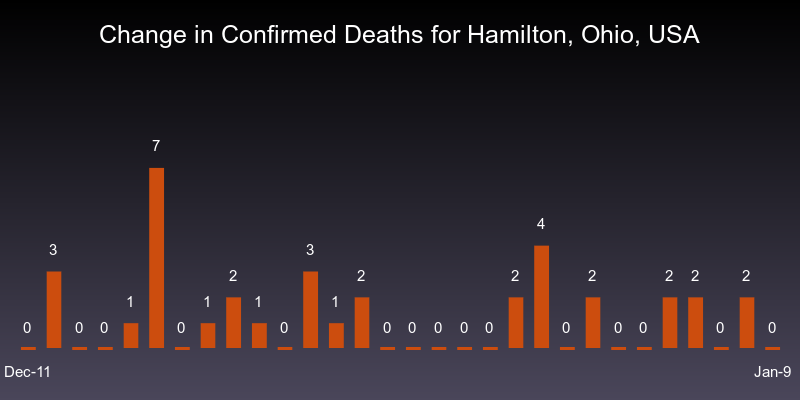 Change in Confirmed Deaths for Hamilton, Ohio, USA
0 3 0 0 1 7 0 1 2 1 0 3 1 2 0 0 0 0 0 2 4 0 2 0 0 2 2 0 2 0
Dec-11 Jan-9